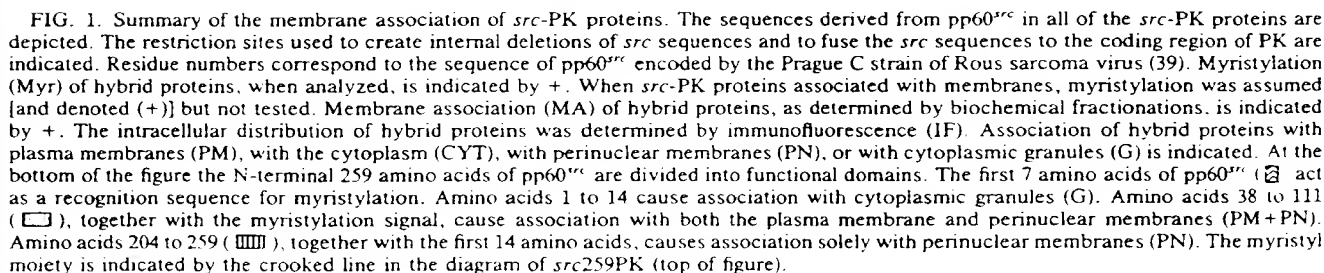 FIG. 1. Summary of the membrane association of src-PK proteins. The sequences derived from pp60src in all of the src-PK proteins are
depicted. The restriction sites used to create internal deletions of src sequences and to fuse the src sequences to the coding region of PK are
indicated. Residue numbers correspond to the sequence of pp60src encoded by the Prague C strain of Rous sarcoma virus (39). Myristylation
(Myr) of hybrid proteins, when analyzed, is indicated by +. When src-PK proteins associated with membranes, myristylation was assumed
[and denoted (+)] but not tested. Membrane association (MA) of hybrid proteins, as determined by biochemical fractionations, is indicated
by +. The intracellular distribution of hybrid proteins was determined by immunofluorescence (IF). Association of hybrid proteins with
plasma membranes (PM), with the cytoplasm (CYT), with perinuclear membranes (PN), or with cytoplasmic granules (G) is indicated. At the
bottom of the figure the N-terminal 259 amino acids of pp60src are divided into functional domains. The first 7 amino acids of pp60src ( act
as a recognition sequence for myristylation. Amino acids 1 to 14 cause association with cytoplasmic granules (G). Amino acids 38 to 111
( ), together with the myristylation signal, cause association with both the plasma membrane and perinuclear membranes (PM+PN).
Amino acids 204 to 259 ( ), together with the first 14 amino acids, causes association solely with perinuclear membranes (PN). The myristyl
moiety is indicated by the crooked line in the diagram of src259PK (top of figure).